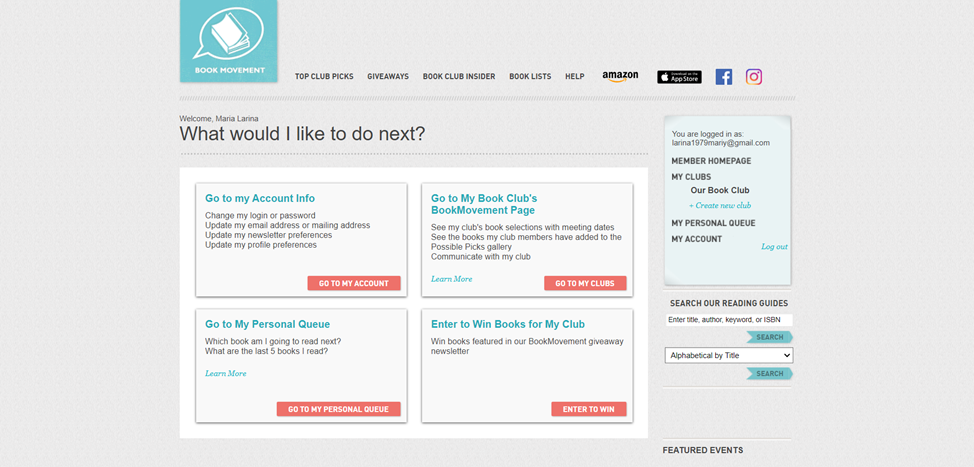 BOOK MOVEMENT
TOP CLUB PICKS GIVEAWAYS BOOK CLUB INSIDER BOOK LISTS HELP amazon Download on the App Store
Welcome, Maria Larina
What would I like to do next?
Go to my Account Info
Change my login or password
Update my email address or mailing address
Update my newsletter preferences
Update my profile preferences
GO TO MY ACCOUNT
Go to My Book Club's
BookMovement Page
See my club's book selections with meeting dates
See the books my club members have added to the
Possible Picks gallery
Communicate with my club
Learn More
GO TO MY CLUBS
Go to My Personal Queue
Which book am I going to read next?
What are the last 5 books I read?
Learn More
GO TO MY PERSONAL QUEUE
Enter to Win Books for My Club
Win books featured in our BookMovement giveaway
newsletter
ENTER TO WIN
You are logged in as:
larina1979mariy@gmail.com
MEMBER HOMEPAGE
MY CLUBS
Our Book Club
+ Create new club
MY PERSONAL QUEUE
MY ACCOUNT
Log out
SEARCH OUR READING GUIDES
Enter title, author, keyword, or ISBN
SEARCH
Alphabetical by Title
SEARCH
FEATURED EVENTS